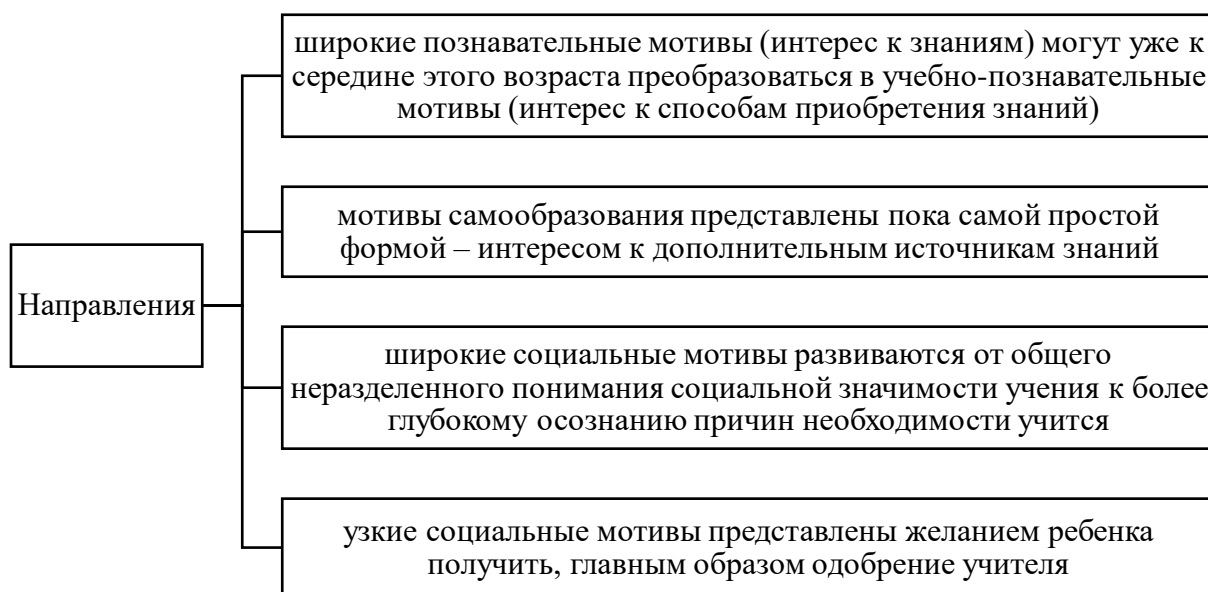 широкие познавательные мотивы (интерес к знаниям) могут уже к
середине этого возраста преобразоваться в учебно-познавательные
мотивы (интерес к способам приобретения знаний)
мотивы самообразования представлены пока самой простой
формой – интересом к дополнительным источникам знаний
Направления
широкие социальные мотивы развиваются от общего
неразделенного понимания социальной значимости учения к более
глубокому осознанию причин необходимости учится
узкие социальные мотивы представлены желанием ребенка
получить, главным образом одобрение учителя